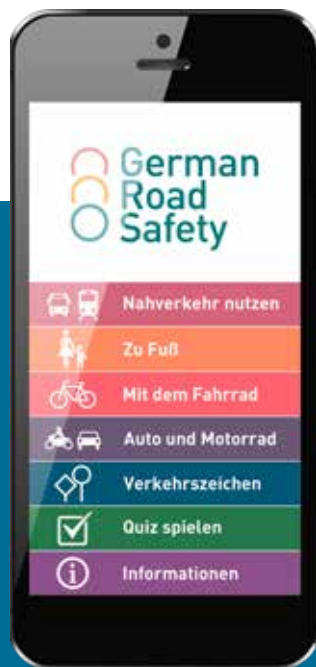 German
Road
Safety
Nahverkehr nutzen
Zu Fuß
Mit dem Fahrrad
Auto und Motorrad
Verkehrszeichen
Quiz spielen
Informationen